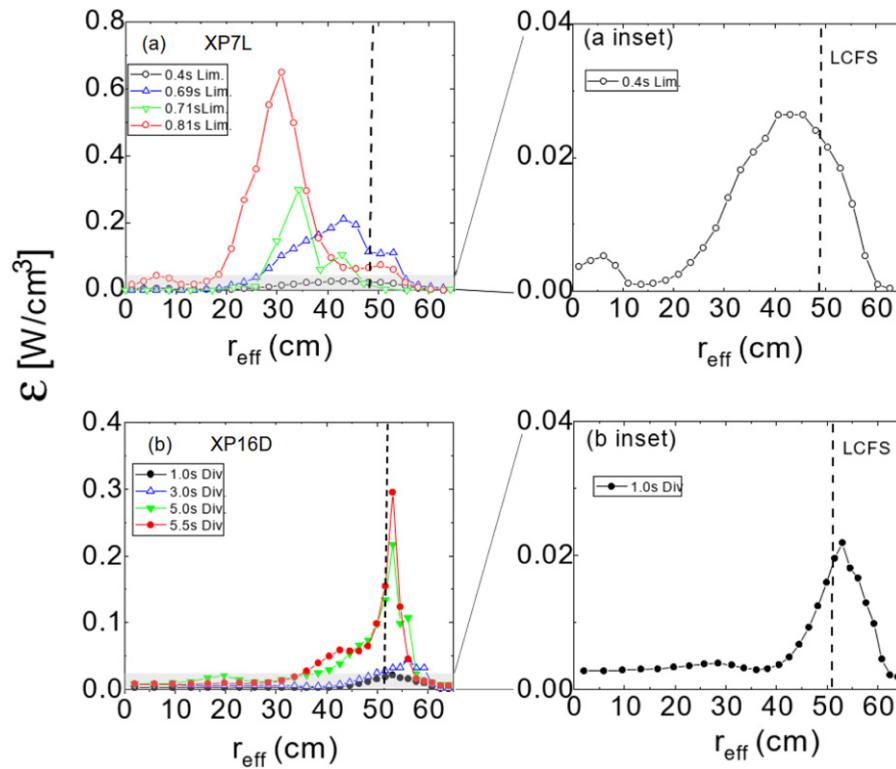 (a) XP7L
0.4s Lim.
0.69s Lim.
0.71sLim.
0.81s Lim.
0.8
0.6
0.4
0.2
0.0
0 10 20 30 40 50 60
r_eff (cm)
(a inset)
LCFS
0.4s Lim.
0.04
0.02
0.00
0 10 20 30 40 50 60
r_eff (cm)
ε [W/cm³]
(b) XP16D
1.0s Div.
3.0s Div.
5.0s Div.
5.5s Div.
0.4
0.3
0.2
0.1
0.0
0 10 20 30 40 50 60
r_eff (cm)
(b inset)
LCFS
1.0s Div
0.04
0.02
0.00
0 10 20 30 40 50 60
r_eff (cm)